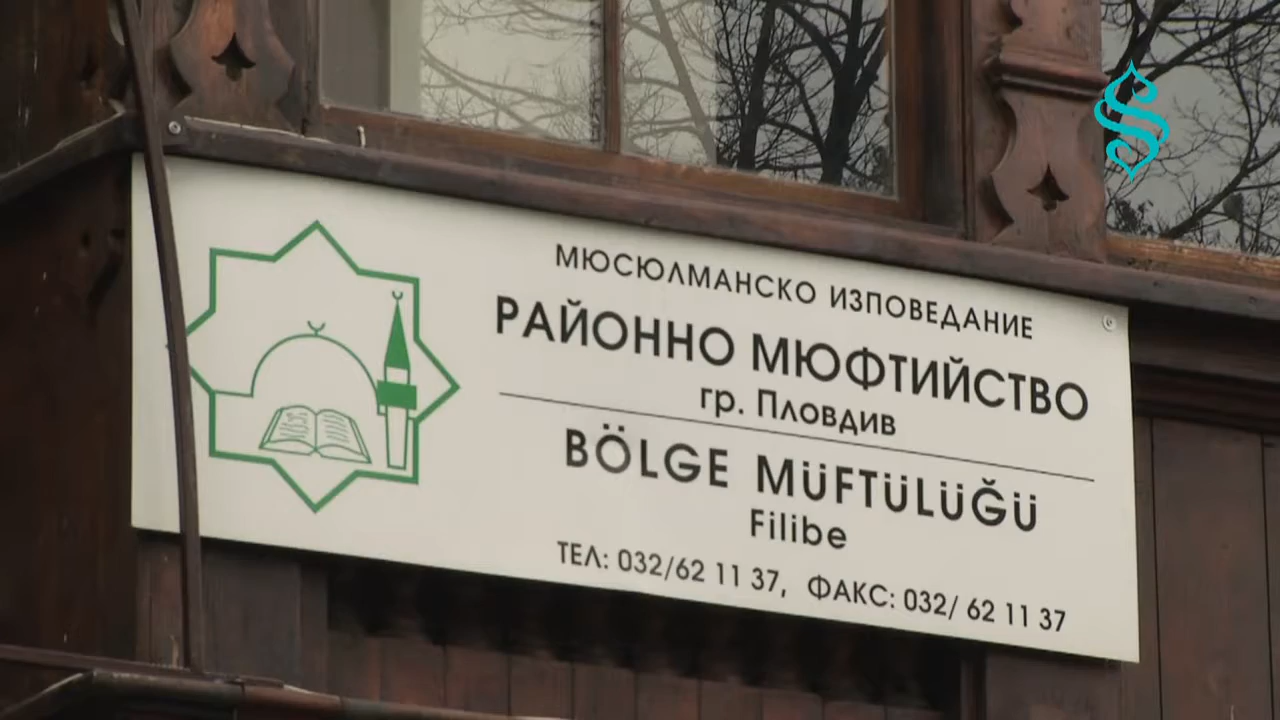 МЮСЮЛМАНСКО ИЗПОВЕДАНИЕ
РАЙОННО МЮФТИЙСТВО
гр. Пловдив
BÖLGE MÜFTÜLÜĞÜ
Filibe
ТЕЛ: 032/62 11 37, ФАКС: 032/ 62 11 37